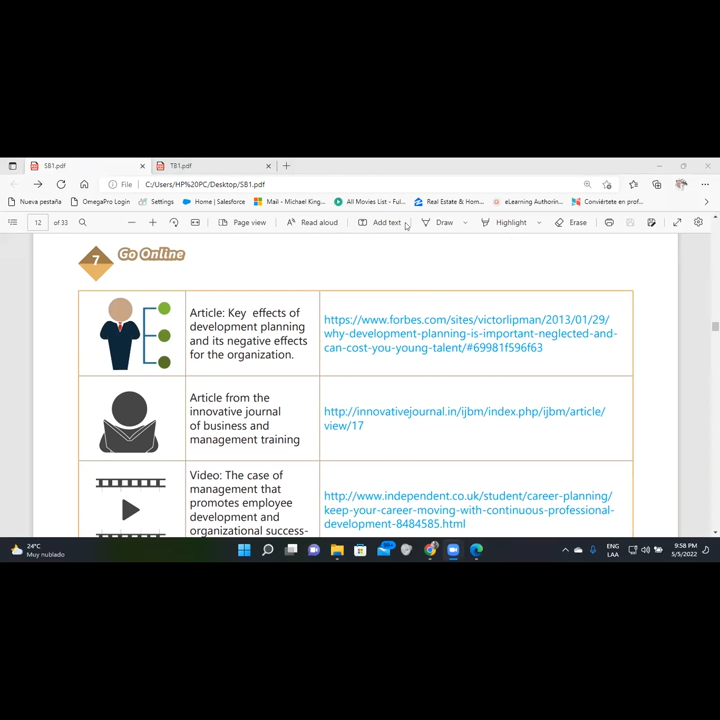 SB1.pdf
TB1.pdf
File
C:/Users/HP%20PC/Desktop/SB1.pdf
Nueva pestaña
OmegaPro Login
Settings
Home | Salesforce
Mail - Michael King...
All Movies List - Ful...
Real Estate & Hom...
eLearning Authorin...
Conviértete en prof...
12
of 33
Page view
Read aloud
Add text
Draw
Highlight
Erase
7
Go Online
Article: Key effects of
development planning
and its negative effects
for the organization.
https://www.forbes.com/sites/victorlipman/2013/01/29/
why-development-planning-is-important-neglected-and-
can-cost-you-young-talent/#69981f596f63
Article from the
innovative journal
of business and
management training
http://innovativejournal.in/ijbm/index.php/ijbm/article/
view/17
Video: The case of
management that
promotes employee
development and
organizational success-
http://www.independent.co.uk/student/career-planning/
keep-your-career-moving-with-continuous-professional-
development-8484585.html
24°C
Muy nublado
ENG
LAA
9:58 PM
5/5/2022